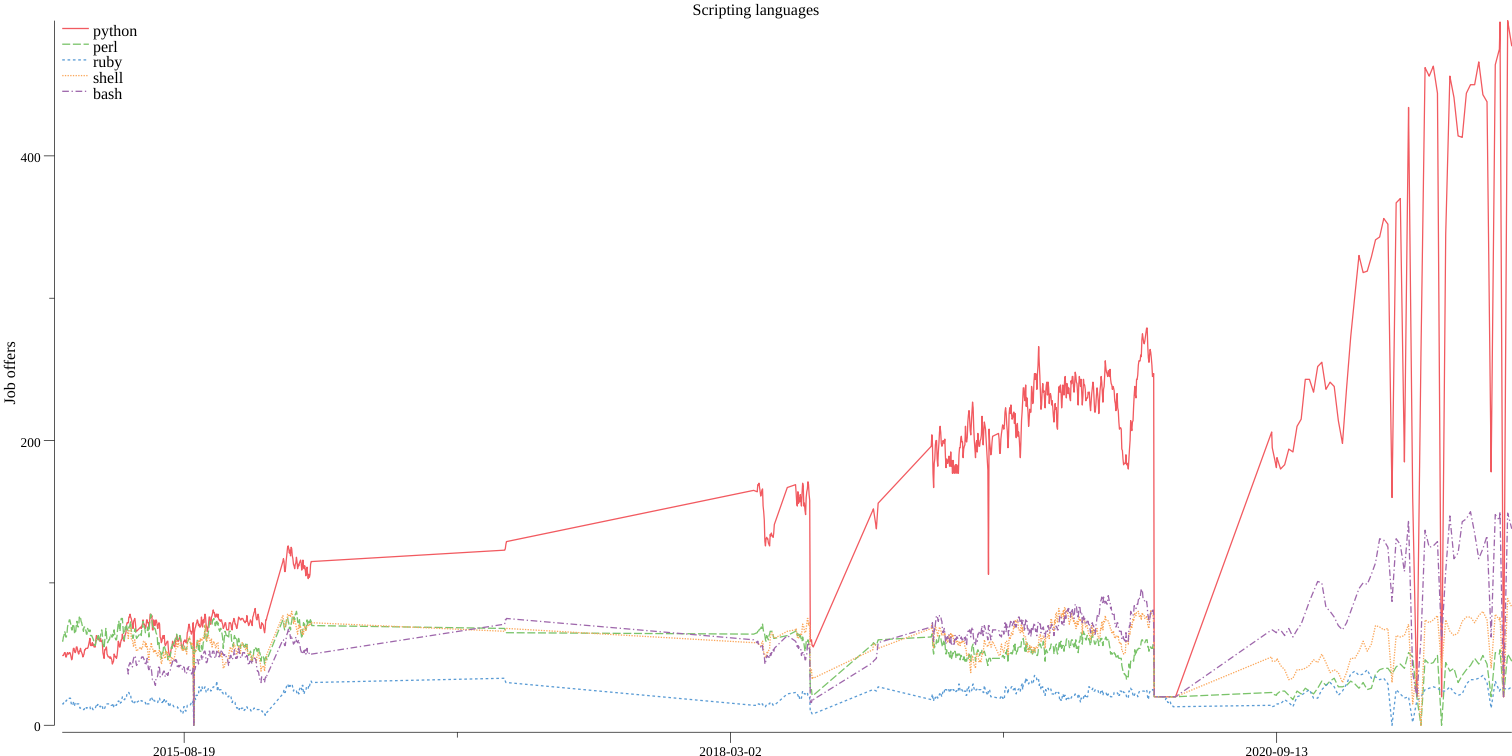 Scripting languages
python
perl
ruby
shell
bash
400
200
0
Job offers
2015-08-19
2018-03-02
2020-09-13